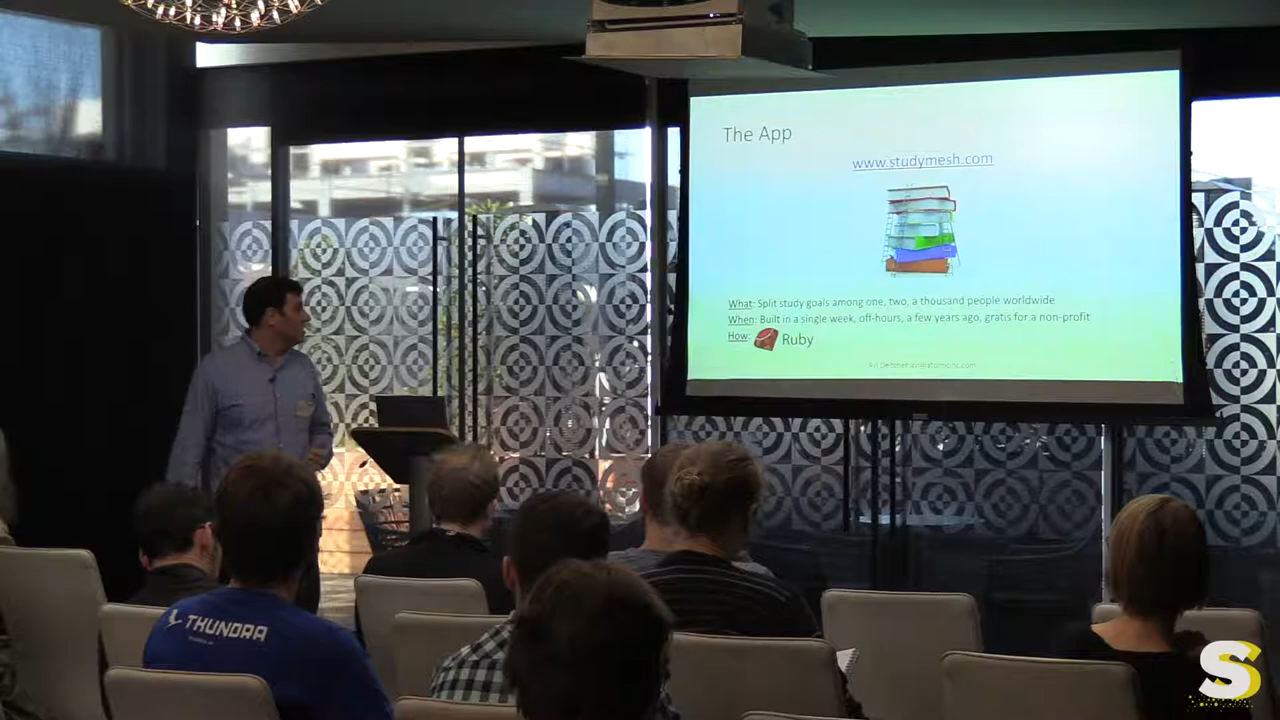 The App
www.studymesh.com
What: Split study goals among one, two, a thousand people worldwide
When: Built in a single week, off-hours, a few years ago, gratis for a non-profit
How: Ruby
THUNDRA
S